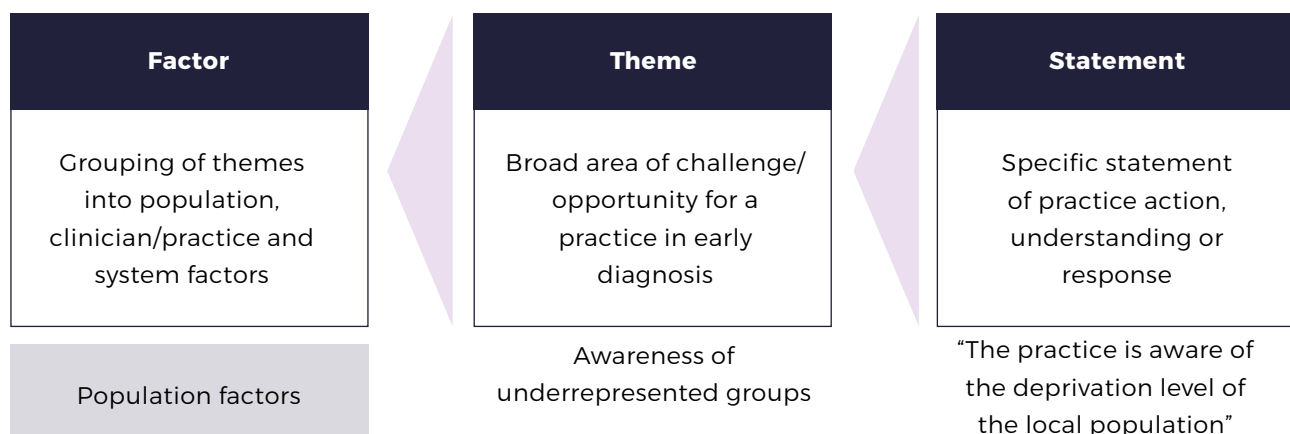 Factor
Grouping of themes
into population,
clinician/practice and
system factors
Population factors
Theme
Broad area of challenge/
opportunity for a
practice in early
diagnosis
Awareness of
underrepresented groups
Statement
Specific statement
of practice action,
understanding or
response
“The practice is aware of
the deprivation level of
the local population”